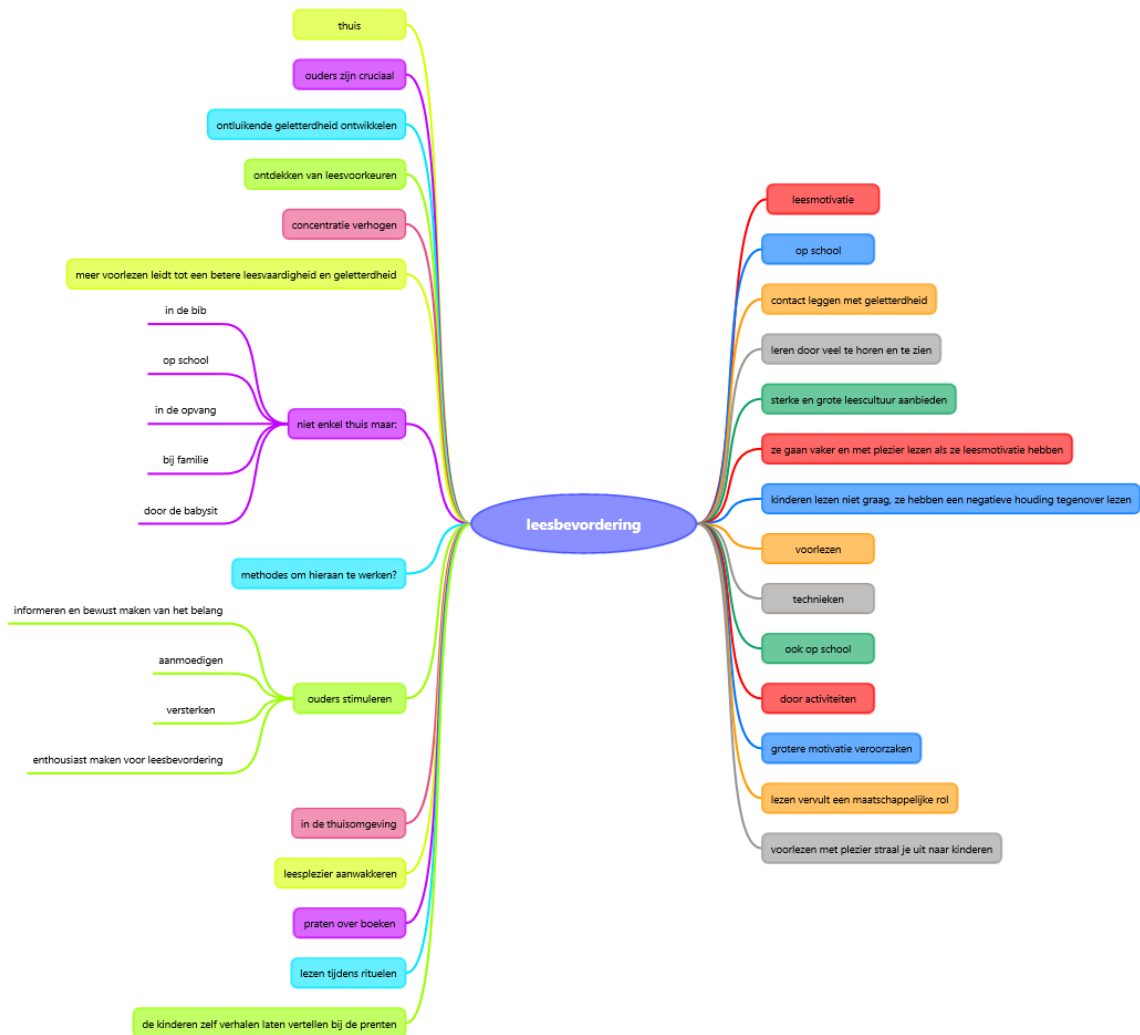 thuis
ouders zijn cruciaal
ontluikende geletterdheid ontwikkelen
ontdekken van leesvoorkeuren
concentratie verhogen
meer voorlezen leidt tot een betere leesvaardigheid en geletterdheid
in de bib
op school
in de opvang
bij familie
door de babysit
niet enkel thuis maar:
methodes om hieraan te werken?
informeren en bewust maken van het belang
aanmoedigen
versterken
enthousiast maken voor leesbevordering
ouders stimuleren
in de thuisomgeving
leesplezier aanwakkeren
praten over boeken
lezen tijdens rituelen
de kinderen zelf verhalen laten vertellen bij de prenten
leesbevordering
leesmotivatie
op school
contact leggen met geletterdheid
leren door veel te horen en te zien
sterke en grote leescultuur aanbieden
ze gaan vaker en met plezier lezen als ze leesmotivatie hebben
kinderen lezen niet graag, ze hebben een negatieve houding tegenover lezen
voorlezen
technieken
ook op school
door activiteiten
grotere motivatie veroorzaken
lezen vervult een maatschappelijke rol
voorlezen met plezier straal je uit naar kinderen